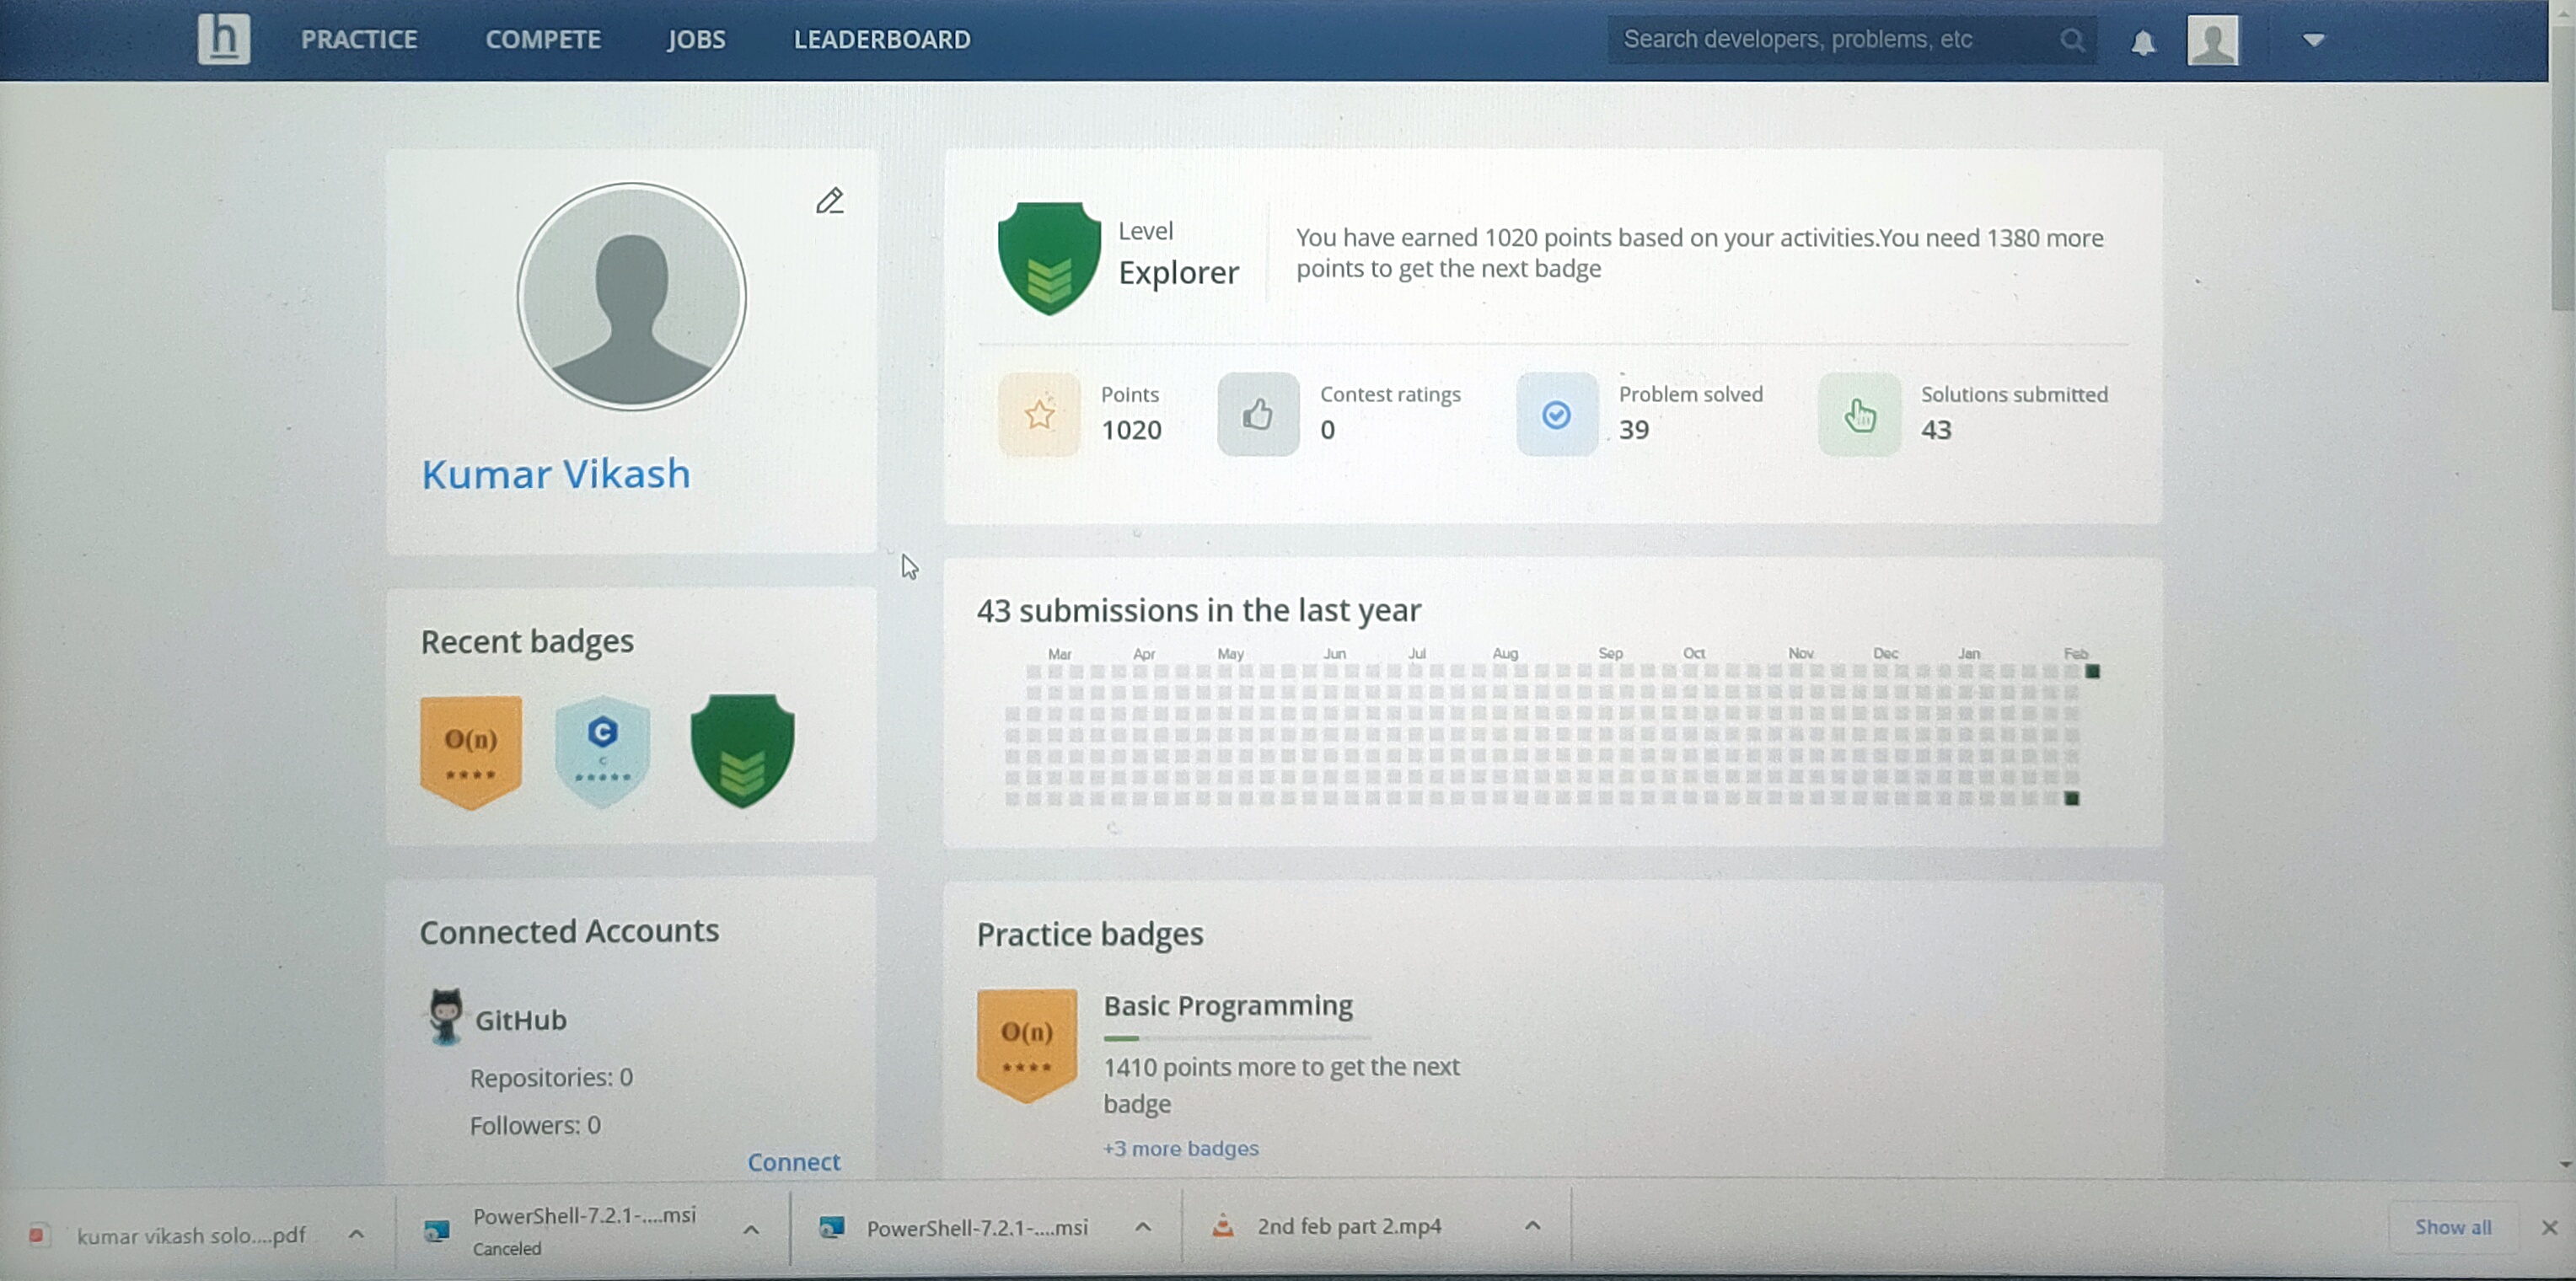 h PRACTICE COMPETE JOBS LEADERBOARD Search developers, problems, etc
Kumar Vikash
Level
Explorer
You have earned 1020 points based on your activities.You need 1380 more
points to get the next badge
Points
1020
Contest ratings
0
Problem solved
39
Solutions submitted
43
Recent badges
O(n)
C
C
43 submissions in the last year
Mar Apr May Jun Jul Aug Sep Oct Nov Dec Jan Feb
Connected Accounts
GitHub
Repositories: 0
Followers: 0
Connect
Practice badges
O(n)
Basic Programming
1410 points more to get the next
badge
+3 more badges
kumar vikash solo....pdf
PowerShell-7.2.1-....msi
Canceled
PowerShell-7.2.1-....msi
2nd feb part 2.mp4
Show all